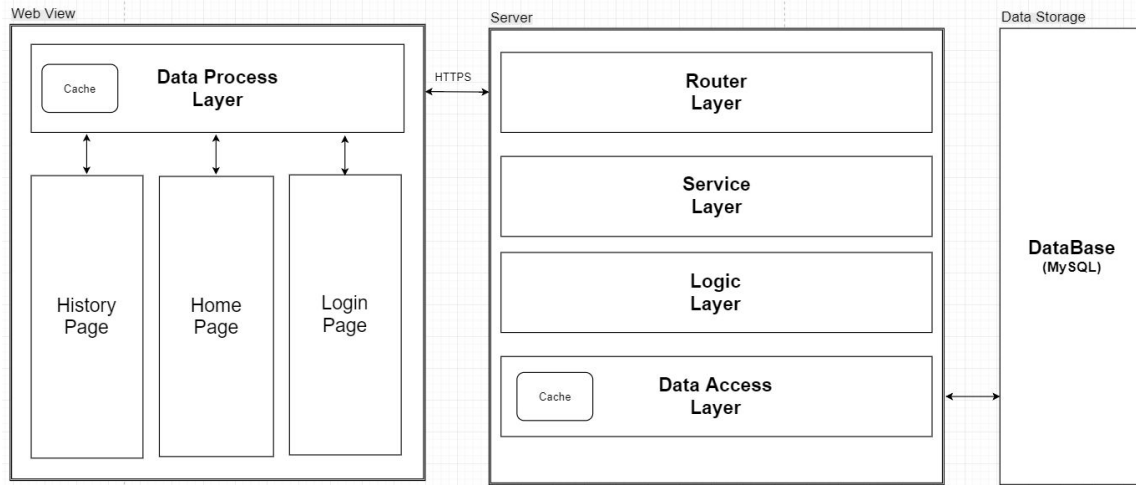 Web View
Data Process
Layer
Cache
History
Page
Home
Page
Login
Page
HTTPS
Server
Router
Layer
Service
Layer
Logic
Layer
Data Access
Layer
Cache
Data Storage
DataBase
(MySQL)